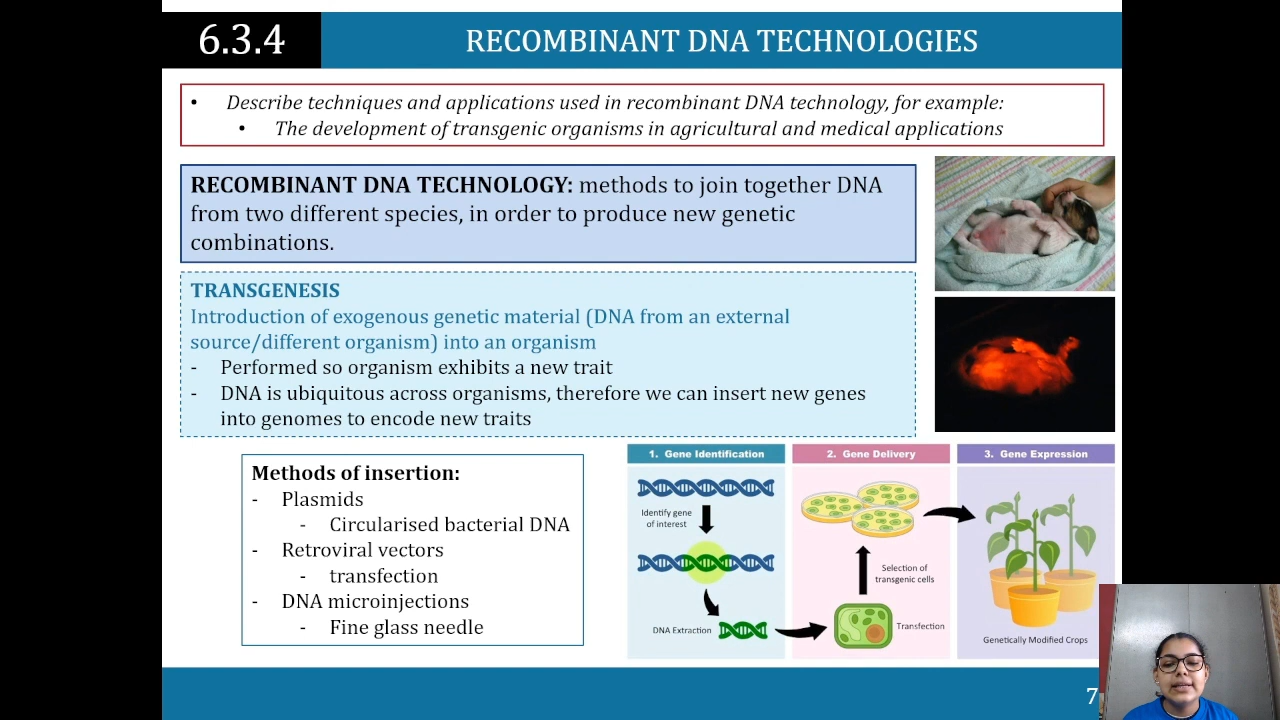 6.3.4
RECOMBINANT DNA TECHNOLOGIES
• Describe techniques and applications used in recombinant DNA technology, for example:
• The development of transgenic organisms in agricultural and medical applications
RECOMBINANT DNA TECHNOLOGY: methods to join together DNA
from two different species, in order to produce new genetic
combinations.
TRANSGENESIS
Introduction of exogenous genetic material (DNA from an external
source/different organism) into an organism
- Performed so organism exhibits a new trait
- DNA is ubiquitous across organisms, therefore we can insert new genes
into genomes to encode new traits
Methods of insertion:
- Plasmids
- Circularised bacterial DNA
- Retroviral vectors
- transfection
- DNA microinjections
- Fine glass needle
1. Gene Identification
Identify gene
of interest
DNA Extraction
2. Gene Delivery
Selection of
transgenic cells
Transfection
3. Gene Expression
Genetically Modified Crops
7